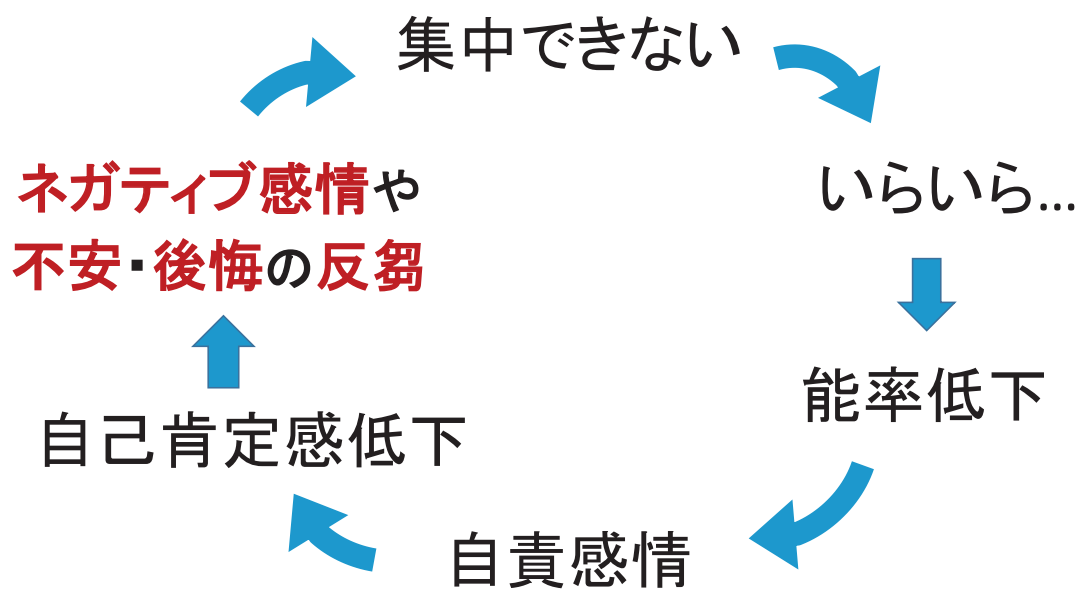 集中できない
いらいら...
能率低下
自責感情
自己肯定感低下
ネガティブ感情や
不安・後悔の反芻